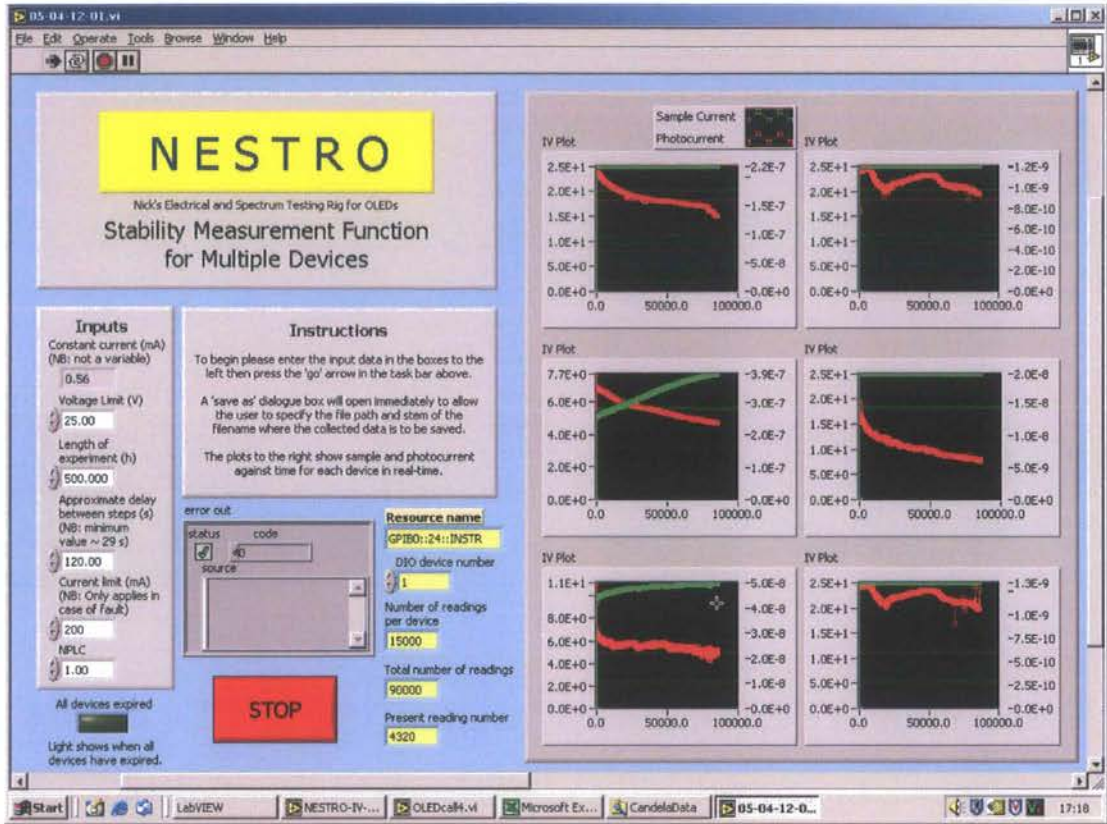 05-04-12-01.vi
File Edit Operate Tools Browse Window Help
NESTRO
Nick's Electrical and Spectrum Testing Rig for OLEDs
Stability Measurement Function
for Multiple Devices
Inputs
Constant current (mA)
(NB: not a variable)
0.56
Voltage Limit (V)
25.00
Length of
experiment (h)
500.000
Approximate delay
between steps (s)
(NB: minimum
value ~ 29 s)
120.00
Current limit (mA)
(NB: Only applies in
case of fault)
200
NPLC
1.00
All devices expired
Light shows when all
devices have expired.
Instructions
To begin please enter the input data in the boxes to the
left then press the 'go' arrow in the task bar above.
A 'save as' dialogue box will open immediately to allow
the user to specify the file path and stem of the
filename where the collected data is to be saved.
The plots to the right show sample and photocurrent
against time for each device in real-time.
error out
status code
0
source
STOP
Resource name
GPIB0::24::INSTR
DIO device number
1
Number of readings
per device
15000
Total number of readings
90000
Present reading number
4320
Sample Current
Photocurrent
IV Plot
2.5E+1
2.0E+1
1.5E+1
1.0E+1
5.0E+0
0.0E+0
-2.2E-7
-1.5E-7
-1.0E-7
-5.0E-8
-0.0E+0
0.0 50000.0 100000.0
IV Plot
2.5E+1
2.0E+1
1.5E+1
1.0E+1
5.0E+0
0.0E+0
-1.2E-9
-1.0E-9
-8.0E-10
-6.0E-10
-4.0E-10
-2.0E-10
-0.0E+0
0.0 50000.0 100000.0
IV Plot
7.7E+0
6.0E+0
4.0E+0
2.0E+0
0.0E+0
-3.9E-7
-3.0E-7
-2.0E-7
-1.0E-7
-0.0E+0
0.0 50000.0 100000.0
IV Plot
2.5E+1
2.0E+1
1.5E+1
1.0E+1
5.0E+0
0.0E+0
-2.0E-8
-1.5E-8
-1.0E-8
-5.0E-9
-0.0E+0
0.0 50000.0 100000.0
IV Plot
1.1E+1
8.0E+0
6.0E+0
4.0E+0
2.0E+0
0.0E+0
-5.0E-8
-4.0E-8
-3.0E-8
-2.0E-8
-1.0E-8
-0.0E+0
0.0 50000.0 100000.0
IV Plot
2.5E+1
2.0E+1
1.5E+1
1.0E+1
5.0E+0
0.0E+0
-1.3E-9
-1.0E-9
-7.5E-10
-5.0E-10
-2.5E-10
-0.0E+0
0.0 50000.0 100000.0
Start LabVIEW NESTRO-IV-... OLEDcall4.vi Microsoft Ex... CandelaData 05-04-12-0... 17:18